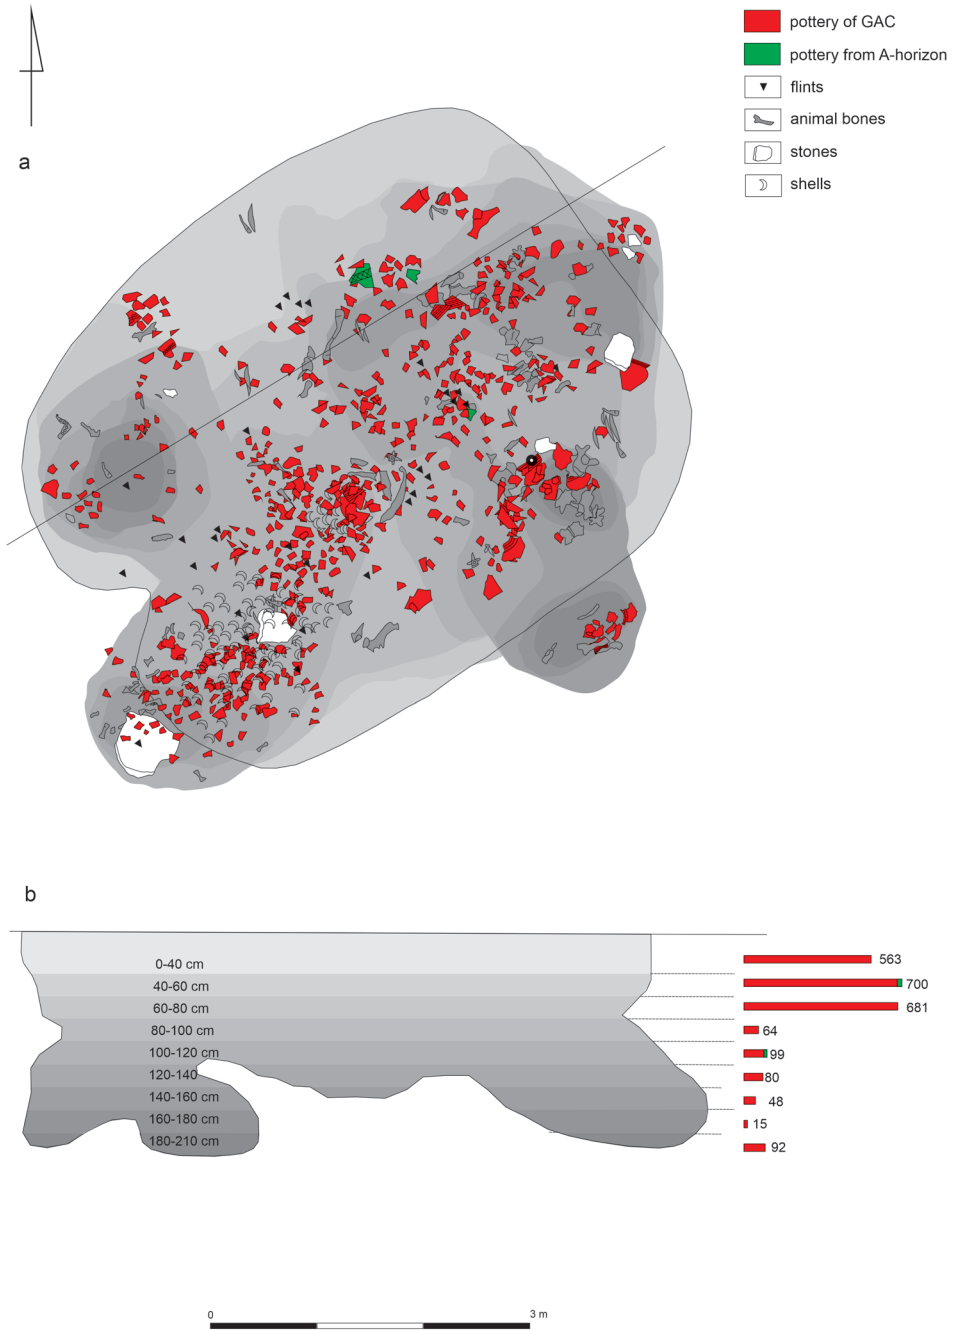 pottery of GAC
pottery from A-horizon
flints
animal bones
stones
shells
a
b
0-40 cm
563
40-60 cm
700
60-80 cm
681
80-100 cm
64
100-120 cm
99
120-140
80
140-160 cm
48
160-180 cm
15
180-210 cm
92
0
3 m